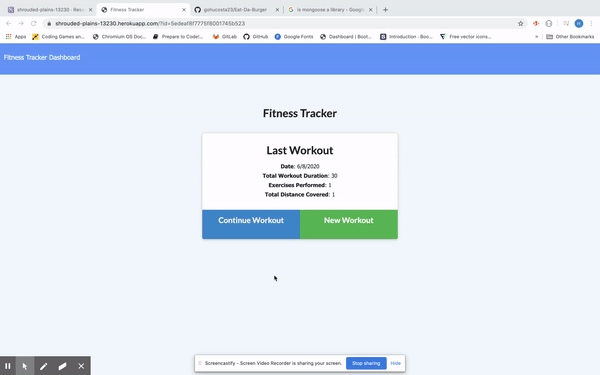 shrouded-plains-13230 - Reso
Fitness Tracker
gohucosta23/Eat-Da-Burger
is mongoose a library - Googl
shrouded-plains-13230.herokuapp.com/?id=5edeaf8f7775f8001745b523
Apps
Coding Games an...
Chromium OS Doc...
Prepare to Code!...
GitLab
GitHub
Google Fonts
Dashboard | Boot...
Introduction · Boo...
Free vector icons...
»
Other Bookmarks
Fitness Tracker Dashboard
Fitness Tracker
Last Workout
Date: 6/8/2020
Total Workout Duration: 30
Exercises Performed: 1
Total Distance Covered: 1
Continue Workout
New Workout
Screencastify - Screen Video Recorder is sharing your screen.
Stop sharing
Hide